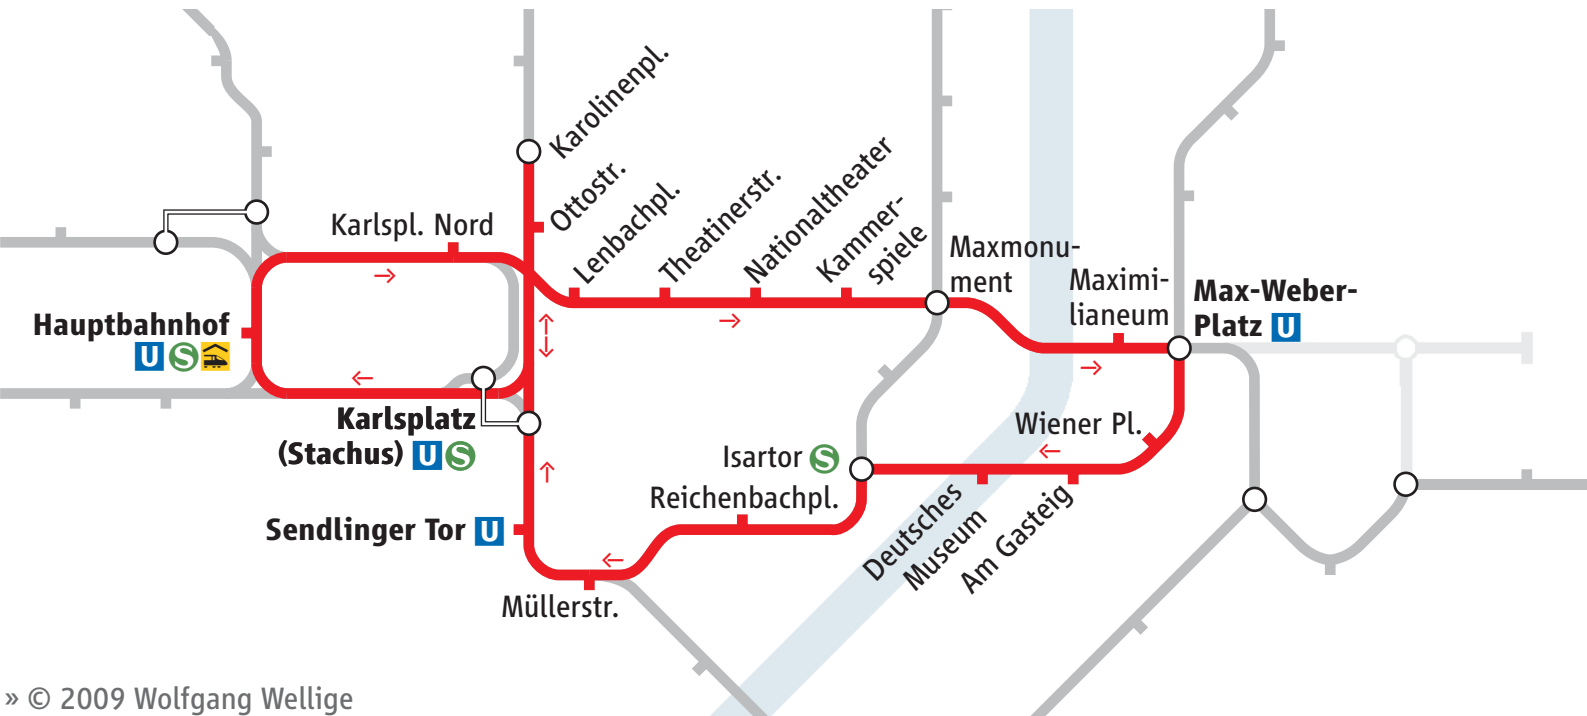 Karolinenpl.
Ottostr.
Lenbachpl.
Theatinerstr.
Nationaltheater
Kammer-
spiele
Karlspl. Nord
Maxmonu-
ment
Maximi-
lianeum
Max-Weber-
Platz U
Hauptbahnhof
U S
Karlsplatz
(Stachus) U S
Wiener Pl.
Isartor S
Reichenbachpl.
Deutsches
Museum
Am Gasteig
Sendlinger Tor U
Müllerstr.
» © 2009 Wolfgang Wellige